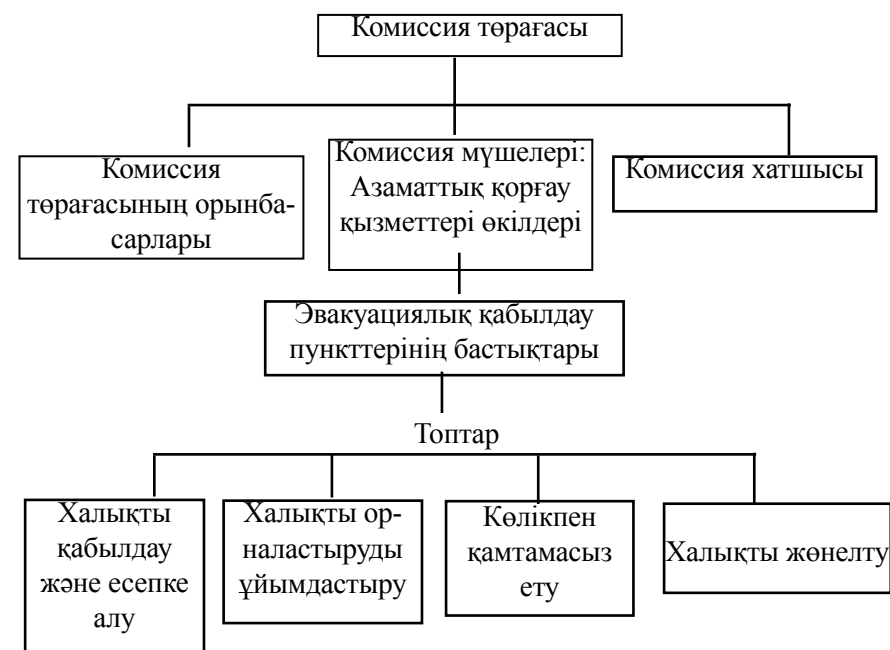 Комиссия төрағасы
Комиссия
төрағасының орынба-
сарлары
Комиссия мүшелері:
Азаматтық қорғау
қызметтері өкілдері
Комиссия хатшысы
Эвакуациялық қабылдау
пункттерінің бастықтары
Топтар
Халықты
қабылдау
және есепке
алу
Халықты ор-
наластыруды
ұйымдастыру
Көлікпен
қамтамасыз
ету
Халықты жөнелту